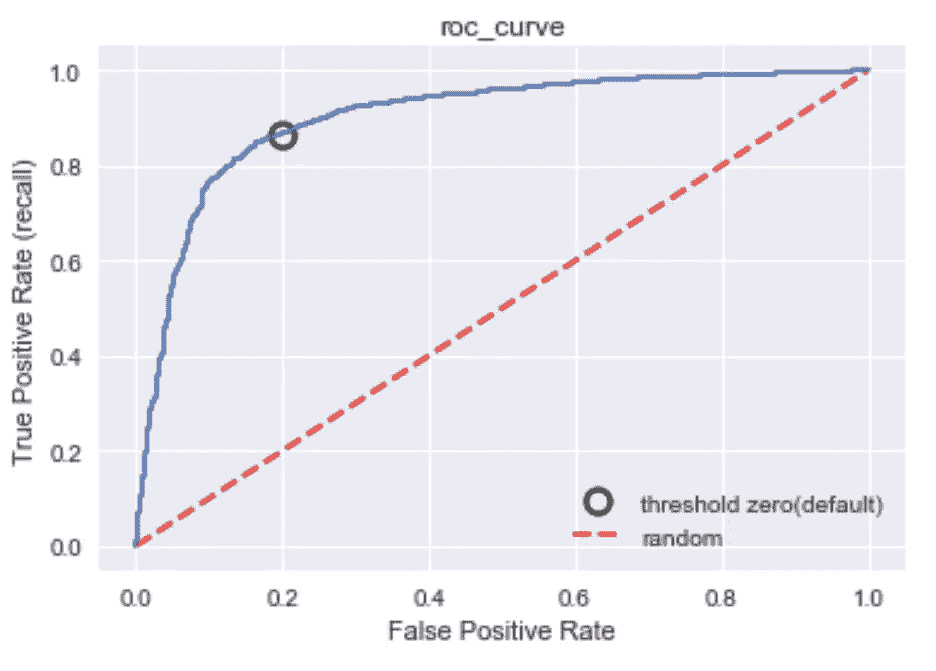 roc_curve
True Positive Rate (recall)
1.0
0.8
0.6
0.4
0.2
0.0
threshold zero(default)
random
0.0 0.2 0.4 0.6 0.8 1.0
False Positive Rate